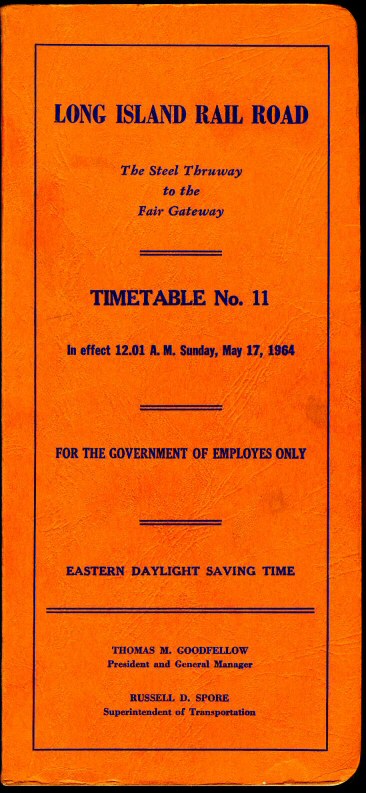 LONG ISLAND RAIL ROAD
The Steel Thruway
to the
Fair Gateway
TIMETABLE No. 11
In effect 12.01 A. M. Sunday, May 17, 1964
FOR THE GOVERNMENT OF EMPLOYES ONLY
EASTERN DAYLIGHT SAVING TIME
THOMAS M. GOODFELLOW
President and General Manager
RUSSELL D. SPORE
Superintendent of Transportation